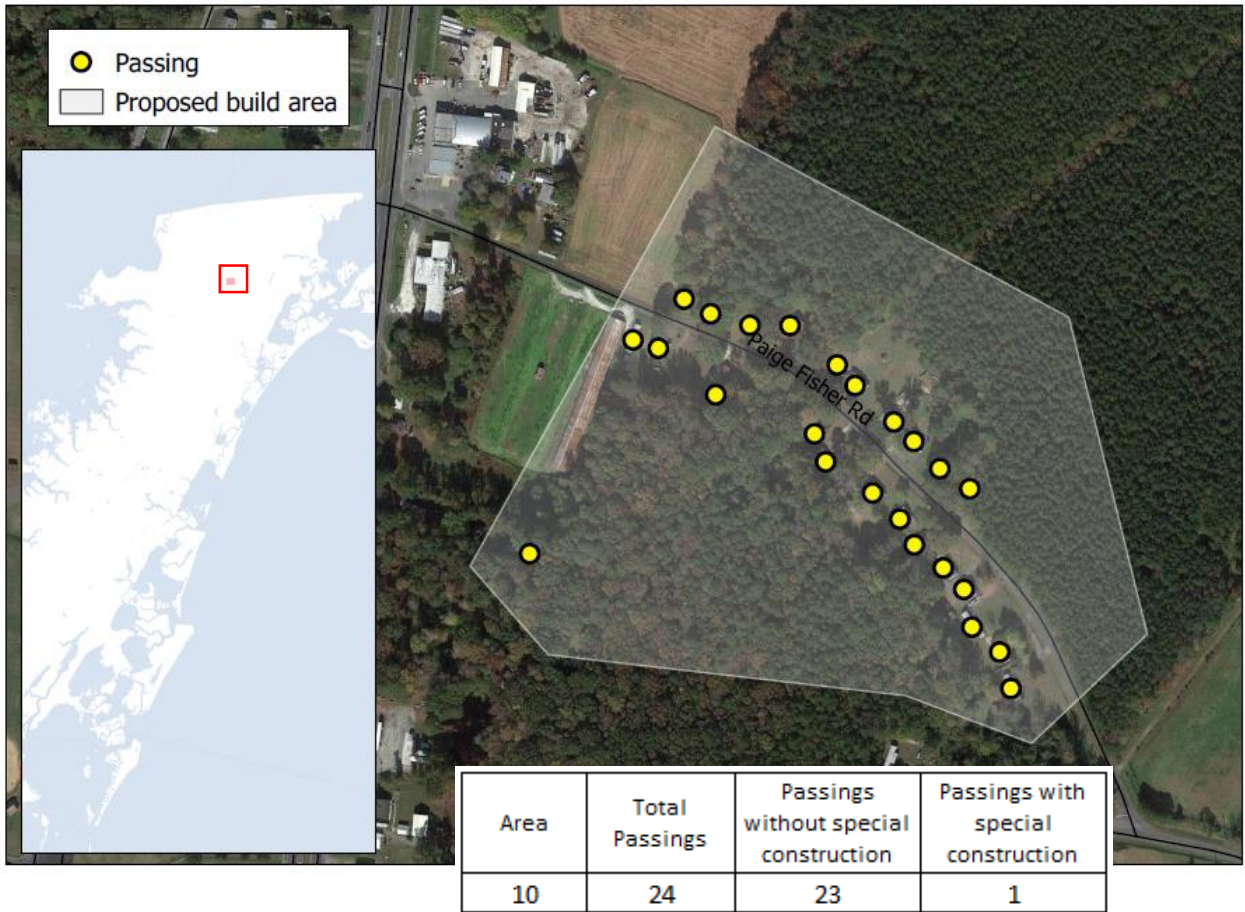 Passing
Proposed build area
Paige Fisher Rd
Area
Total
Passings
Passings
without special
construction
Passings with
special
construction
10
24
23
1